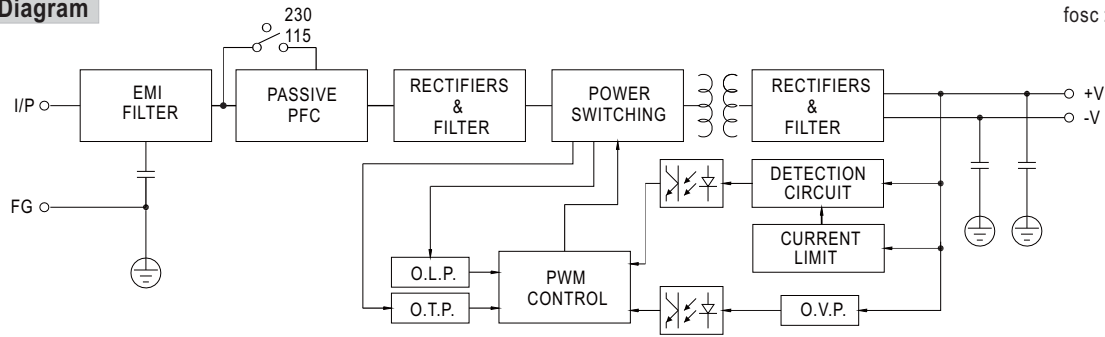 Diagram
fosc :
230
115
I/P
EMI
FILTER
PASSIVE
PFC
RECTIFIERS
&
FILTER
POWER
SWITCHING
RECTIFIERS
&
FILTER
+V
-V
FG
DETECTION
CIRCUIT
CURRENT
LIMIT
O.L.P.
O.T.P.
PWM
CONTROL
O.V.P.